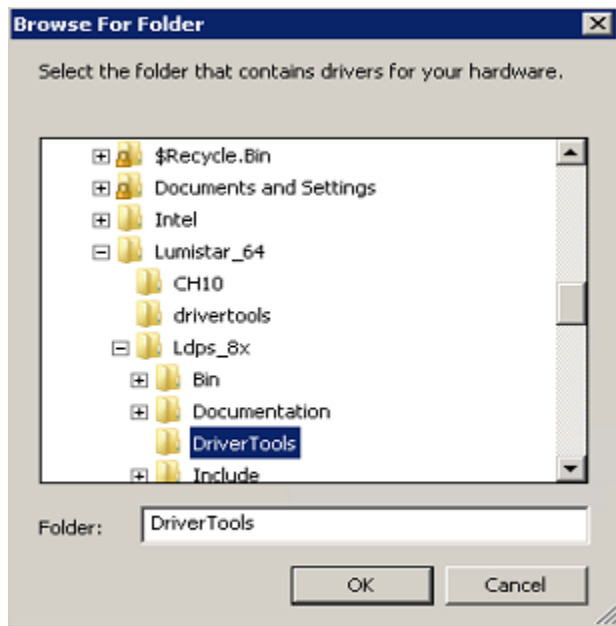 Browse For Folder
Select the folder that contains drivers for your hardware.
$Recycle.Bin
Documents and Settings
Intel
Lumistar_64
CH10
drivertools
Ldps_8x
Bin
Documentation
DriverTools
Include
Folder: DriverTools
OK Cancel